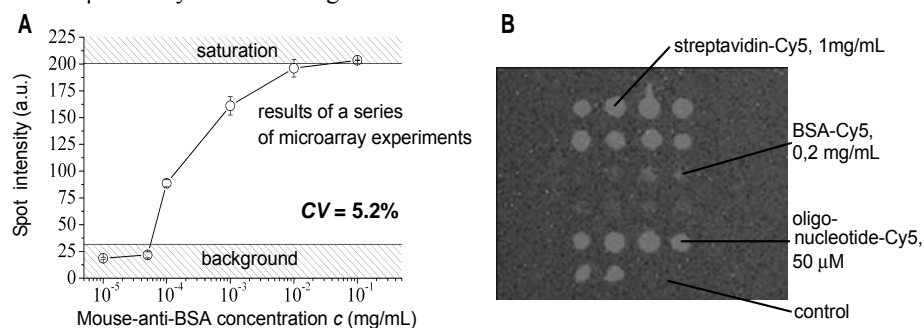 A
225
200
175
150
125
100
75
50
25
0
Spot intensity (a.u.)
saturation
results of a series
of microarray experiments
CV = 5.2%
background
10⁻⁵
10⁻⁴
10⁻³
10⁻²
10⁻¹
Mouse-anti-BSA concentration c (mg/mL)
B
streptavidin-Cy5, 1mg/mL
BSA-Cy5,
0,2 mg/mL
oligo-
nucleotide-Cy5,
50 µM
control